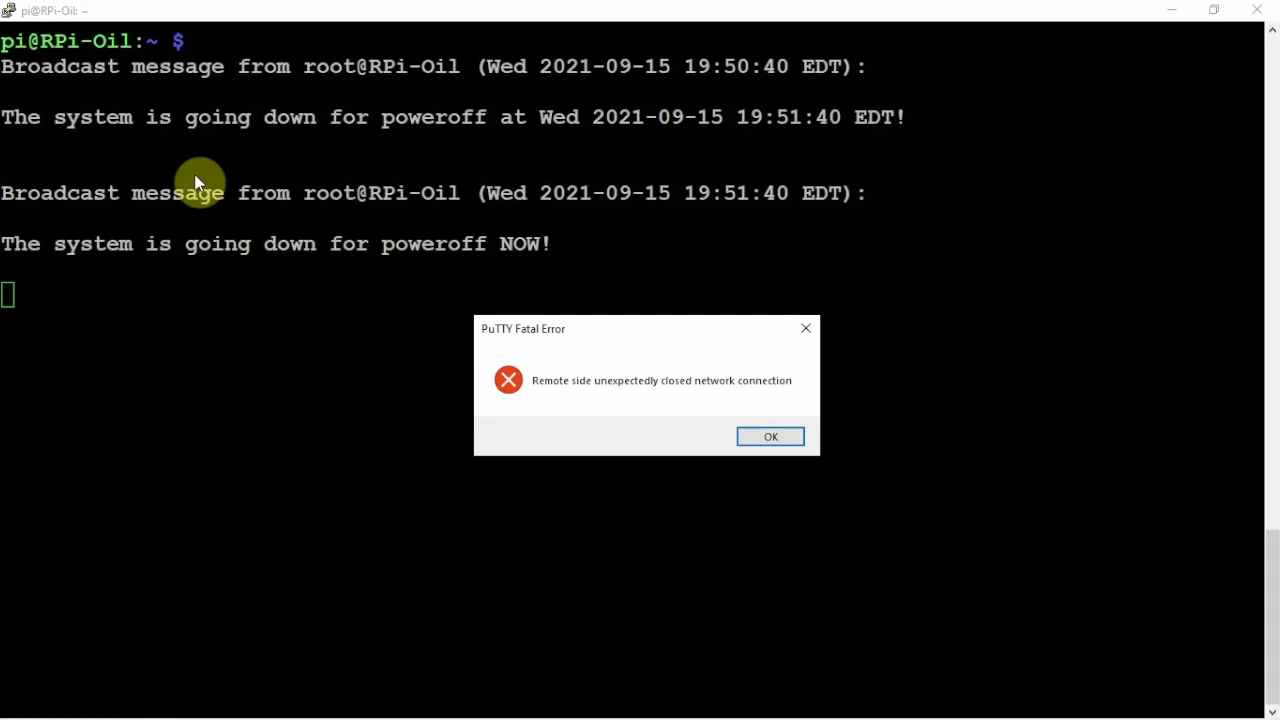 pi@RPi-Oil: ~
pi@RPi-Oil:~ $
Broadcast message from root@RPi-Oil (Wed 2021-09-15 19:50:40 EDT):
The system is going down for poweroff at Wed 2021-09-15 19:51:40 EDT!
Broadcast message from root@RPi-Oil (Wed 2021-09-15 19:51:40 EDT):
The system is going down for poweroff NOW!
PuTTY Fatal Error
Remote side unexpectedly closed network connection
OK